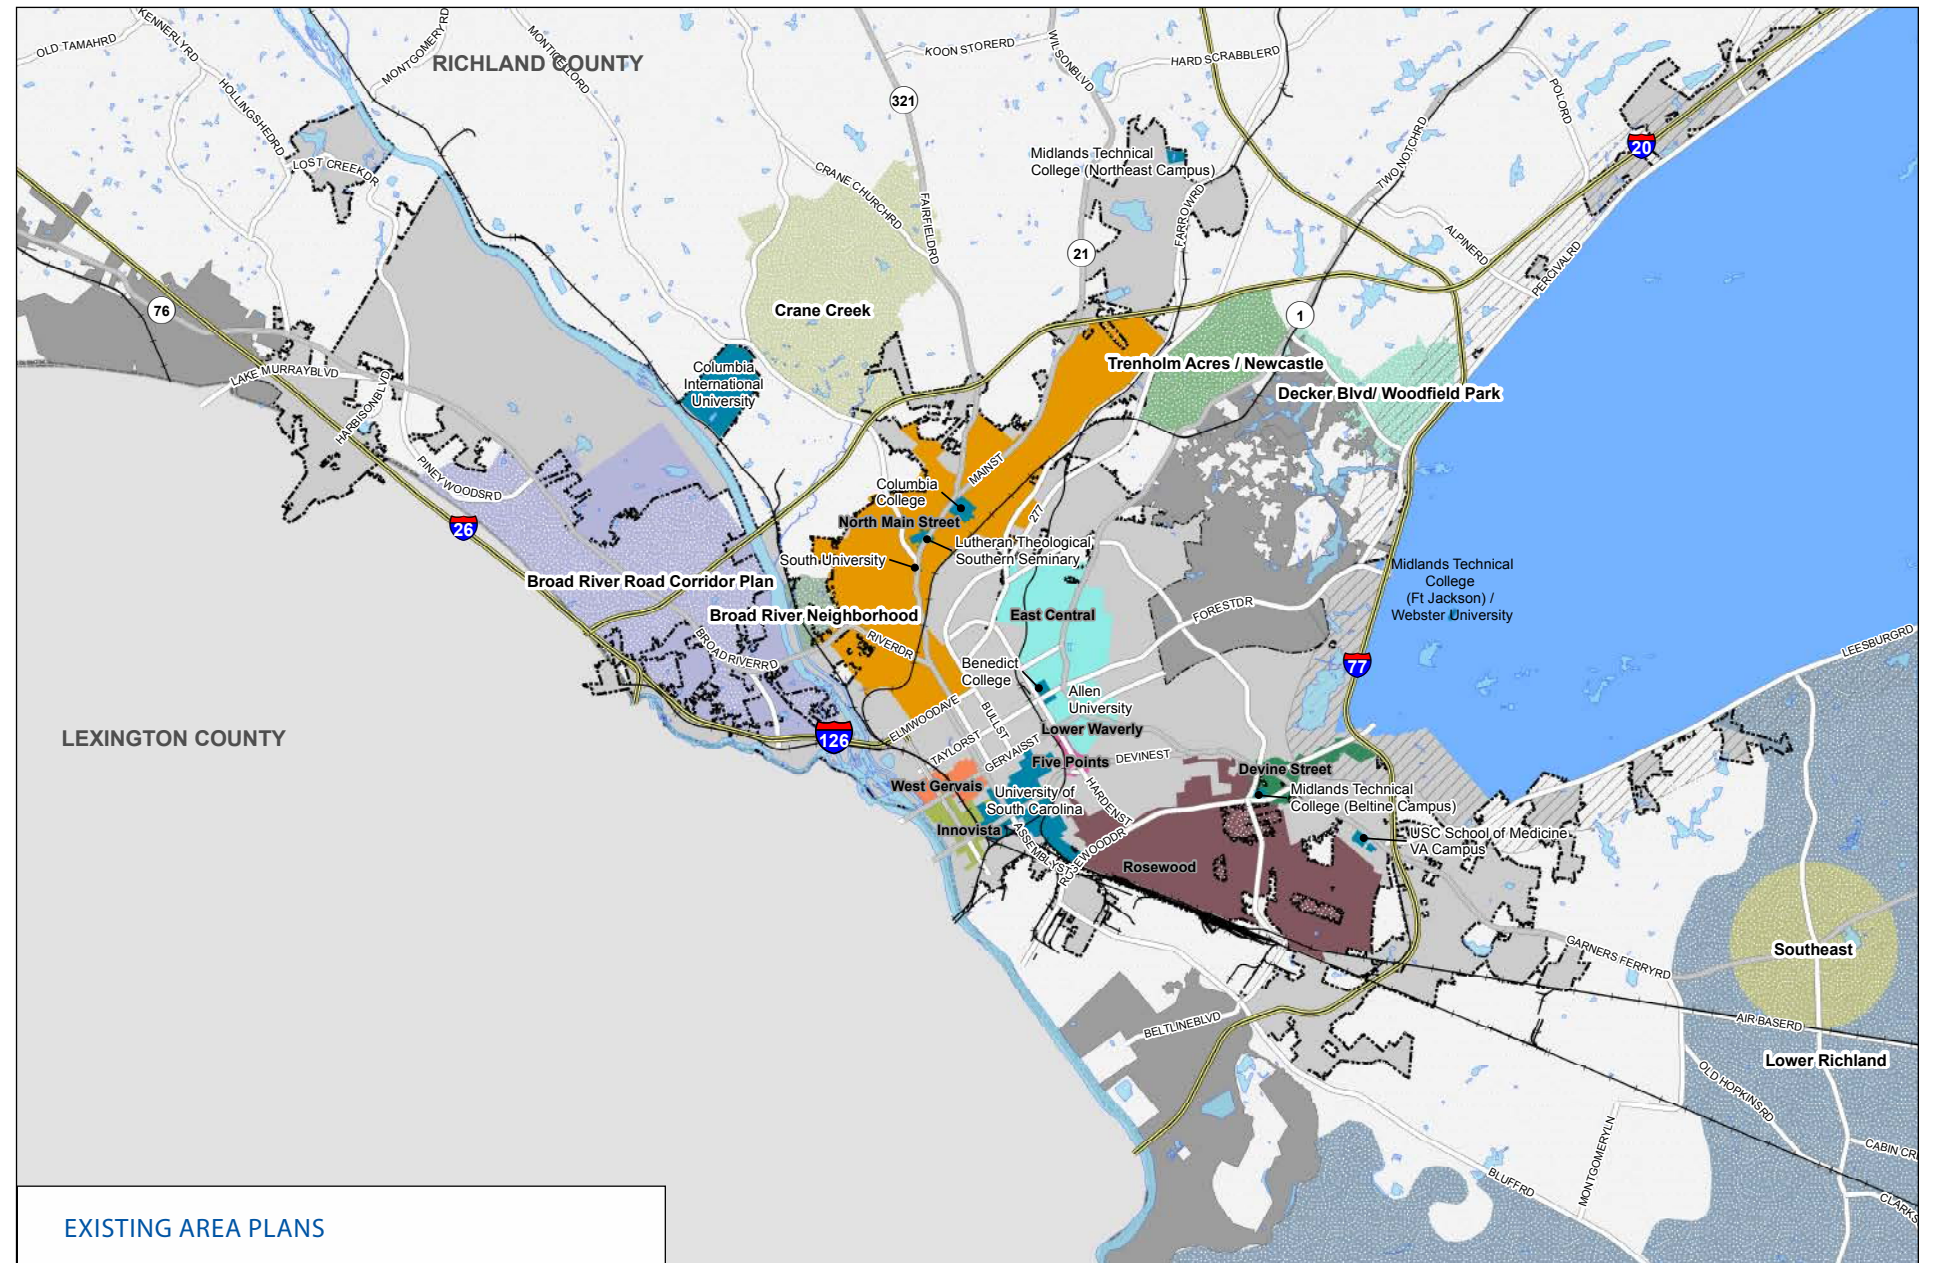 OLD TAMAHRD
KENNERLYRD
MONTGOMERYRD
RICHLAND COUNTY
MONTICELLORD
KOON STORERD
WILSONBLVD
HARD SCRABBLERD
POLORD
321
HOLLINGSHEDRD
LOST CREEKDR
CRANE CHURCHRD
FAIRFIELDRD
Midlands Technical
College (Northeast Campus)
FARROWRD
TWO NOTCHRD
20
21
ALPINERD
PERCIVALRD
76
Crane Creek
1
LAKE MURRAYBLVD
HARBISONBLVD
Columbia
International
University
Trenholm Acres / Newcastle
Decker Blvd/ Woodfield Park
PINEYWOODSRD
26
MAINST
Columbia
College
North Main Street
277
Lutheran Theological
Southern Seminary
South University
Broad River Road Corridor Plan
Broad River Neighborhood
East Central
FORESTDR
Midlands Technical
College
(Ft Jackson) /
Webster University
BROAD RIVERRD
RIVERDR
Benedict
College
Allen
University
77
LEESBURGRD
LEXINGTON COUNTY
126
ELMWOODAVE
BULLST
TAYLORST
GERVAISST
Lower Waverly
Five Points
DEVINEST
Devine Street
West Gervais
University of
South Carolina
HARDENST
Midlands Technical
College (Beltine Campus)
Innovista
ASSEMBLYST
ROSEWOODDR
USC School of Medicine
VA Campus
Rosewood
GARNERS FERRYRD
Southeast
BELTLINEBLVD
AIR BASERD
Lower Richland
OLD HOPKINSRD
MONTGOMERYLN
BLUFFRD
CABIN CR
CLARKS
EXISTING AREA PLANS